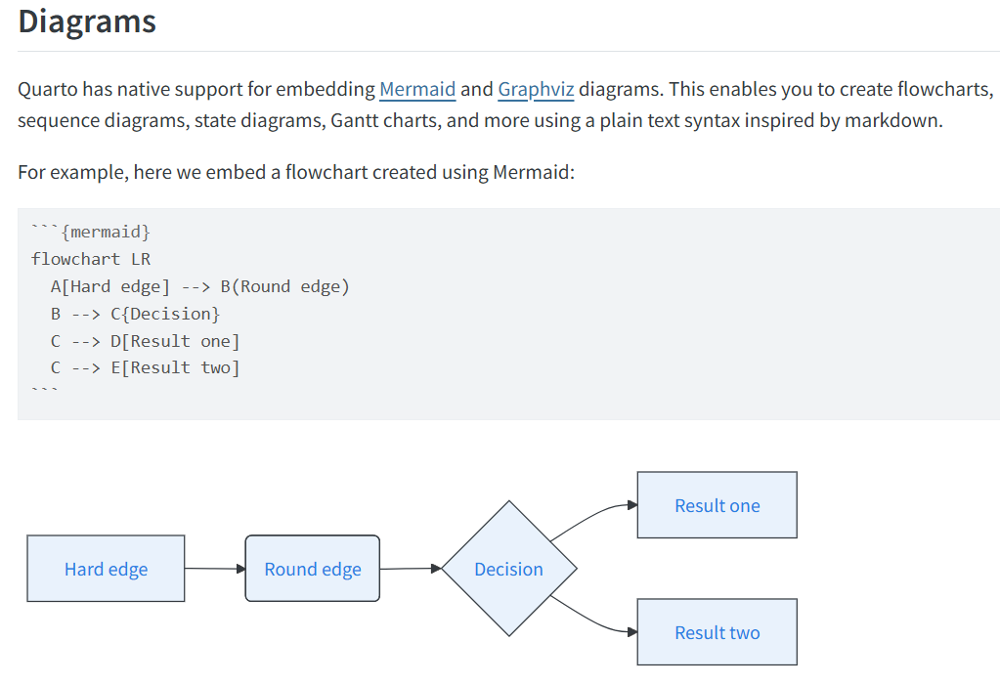 Diagrams
Quarto has native support for embedding Mermaid and Graphviz diagrams. This enables you to create flowcharts,
sequence diagrams, state diagrams, Gantt charts, and more using a plain text syntax inspired by markdown.
For example, here we embed a flowchart created using Mermaid:
```{mermaid}
flowchart LR
  A[Hard edge] --> B(Round edge)
  B --> C{Decision}
  C --> D[Result one]
  C --> E[Result two]
```
Hard edge
Round edge
Decision
Result one
Result two